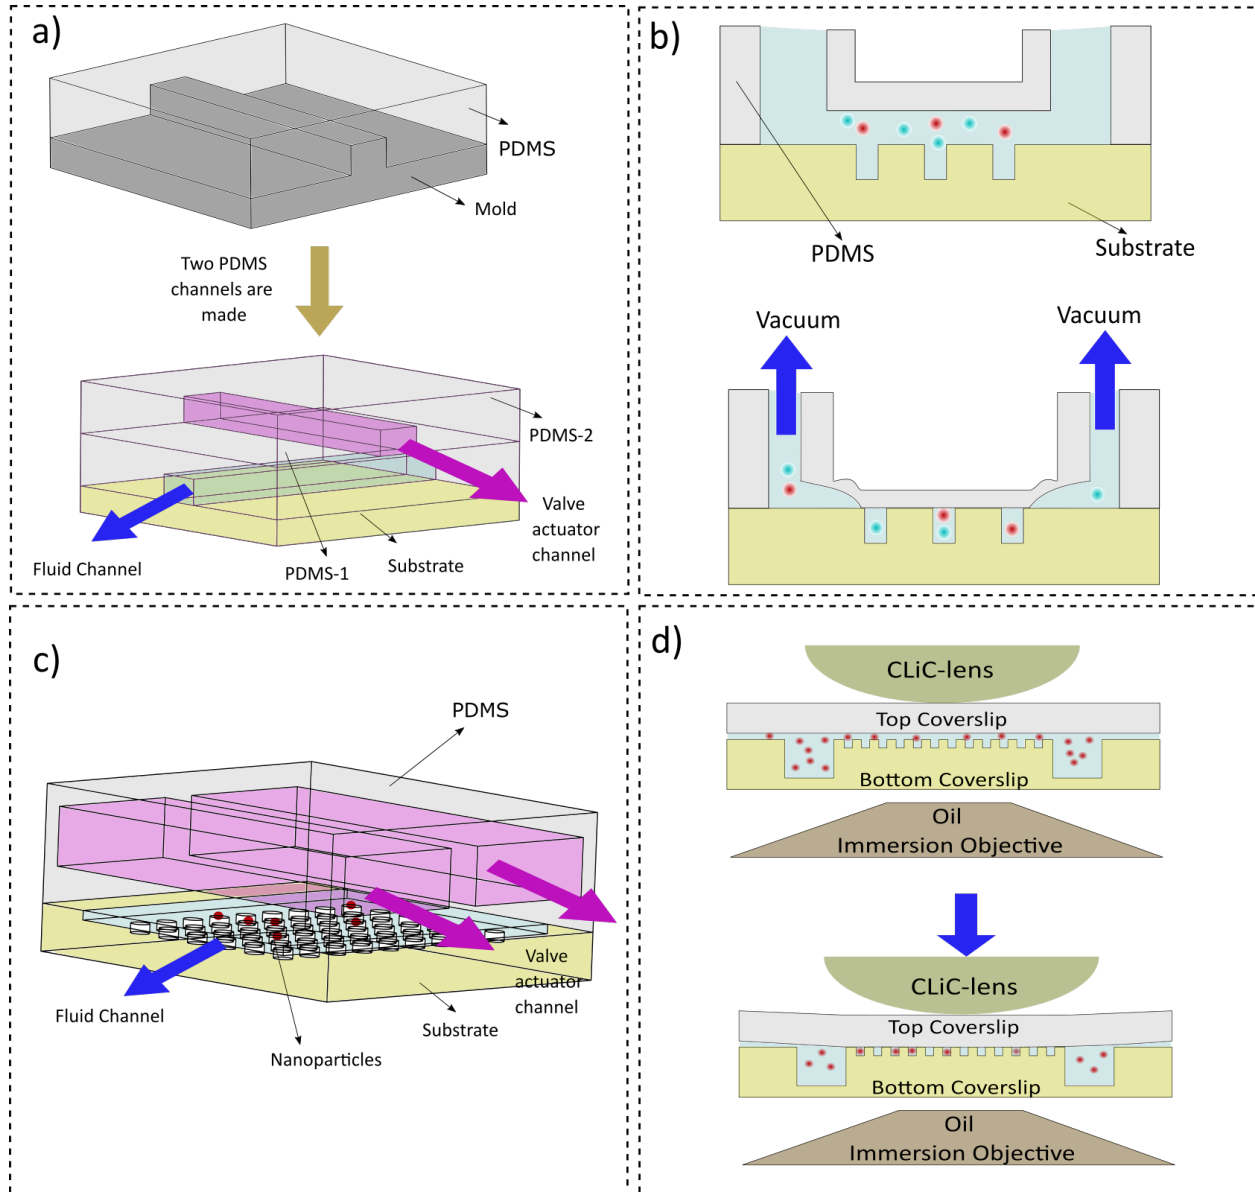 a)
PDMS
Mold
Two PDMS
channels are
made
PDMS-2
Valve
actuator
channel
Fluid Channel
PDMS-1
Substrate
b)
PDMS
Substrate
Vacuum
Vacuum
c)
PDMS
Valve
actuator
channel
Fluid Channel
Substrate
Nanoparticles
d)
CLiC-lens
Top Coverslip
Bottom Coverslip
Oil
Immersion Objective
CLiC-lens
Top Coverslip
Bottom Coverslip
Oil
Immersion Objective